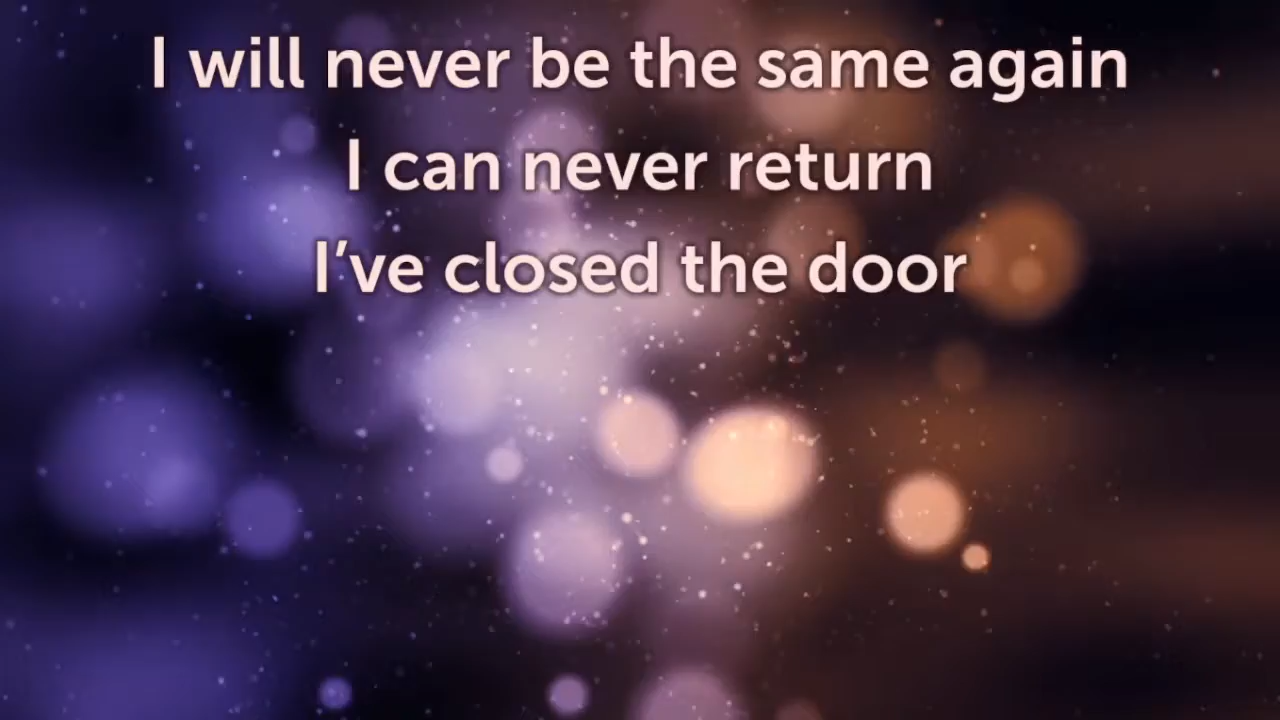 I will never be the same again
I can never return
I’ve closed the door